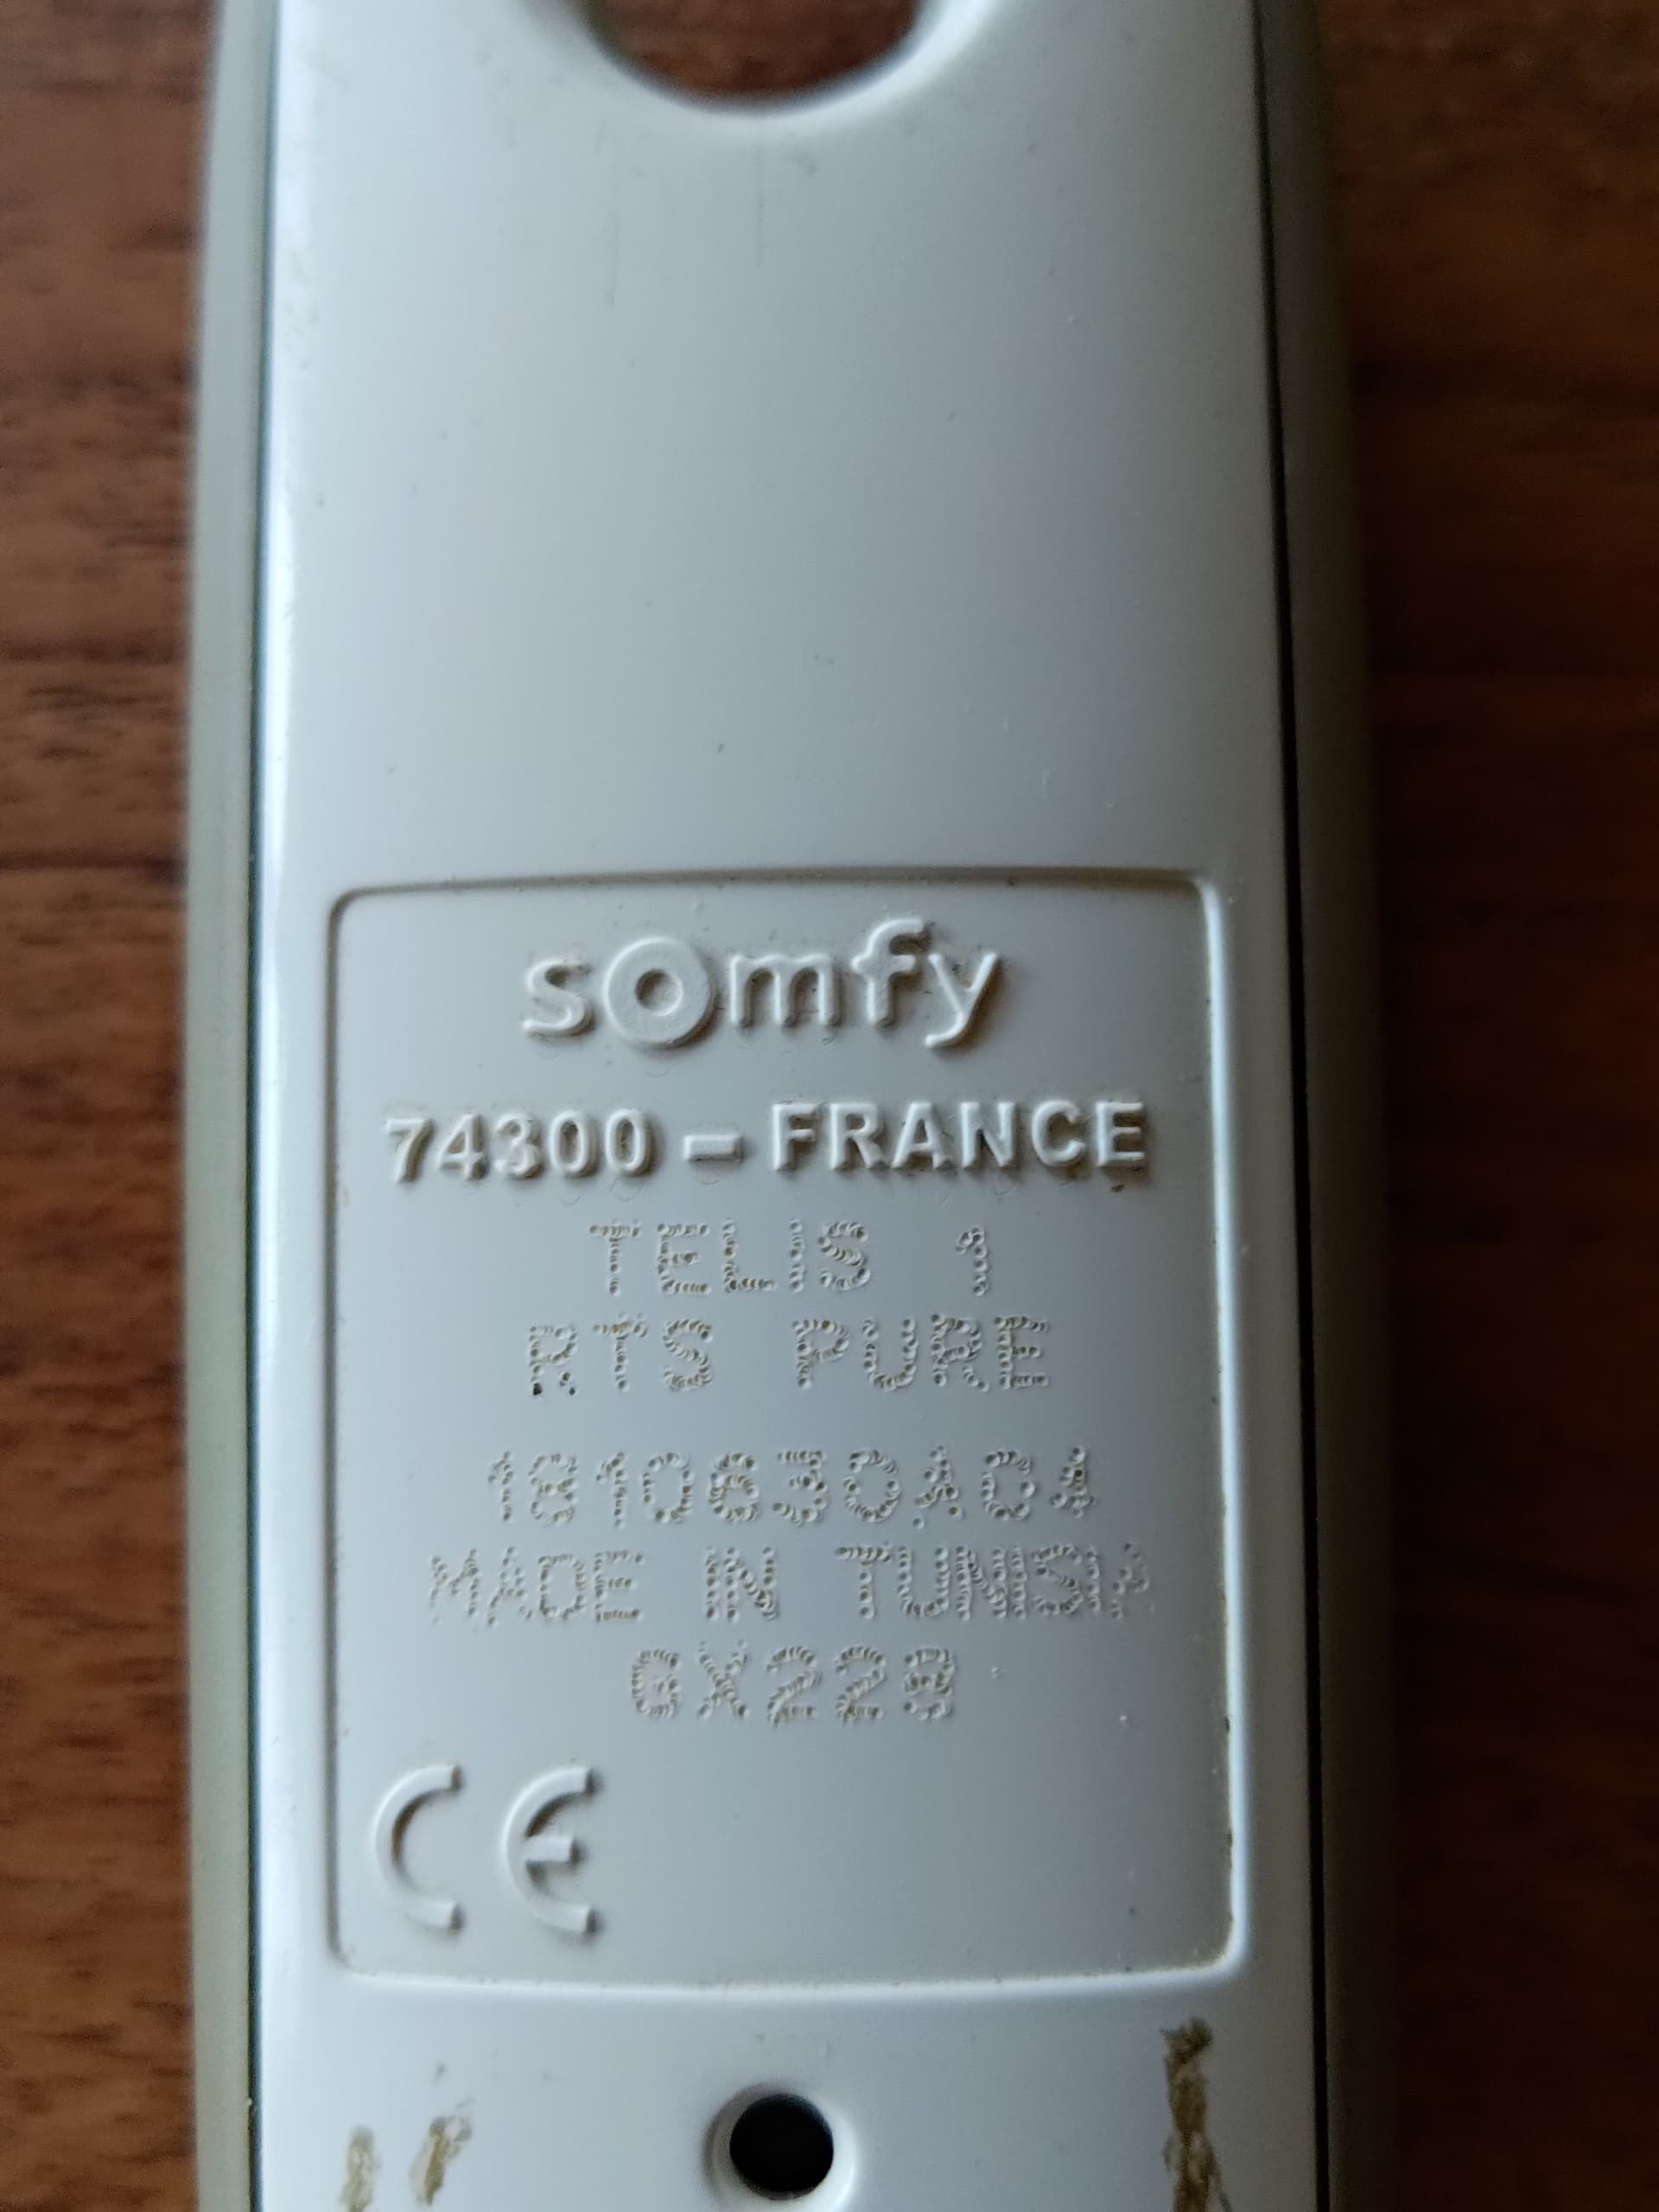 somfy
74300 - FRANCE
TELIS 1
RTS PURE
1810630A04
MADE IN TUNISIA
GX228
CE